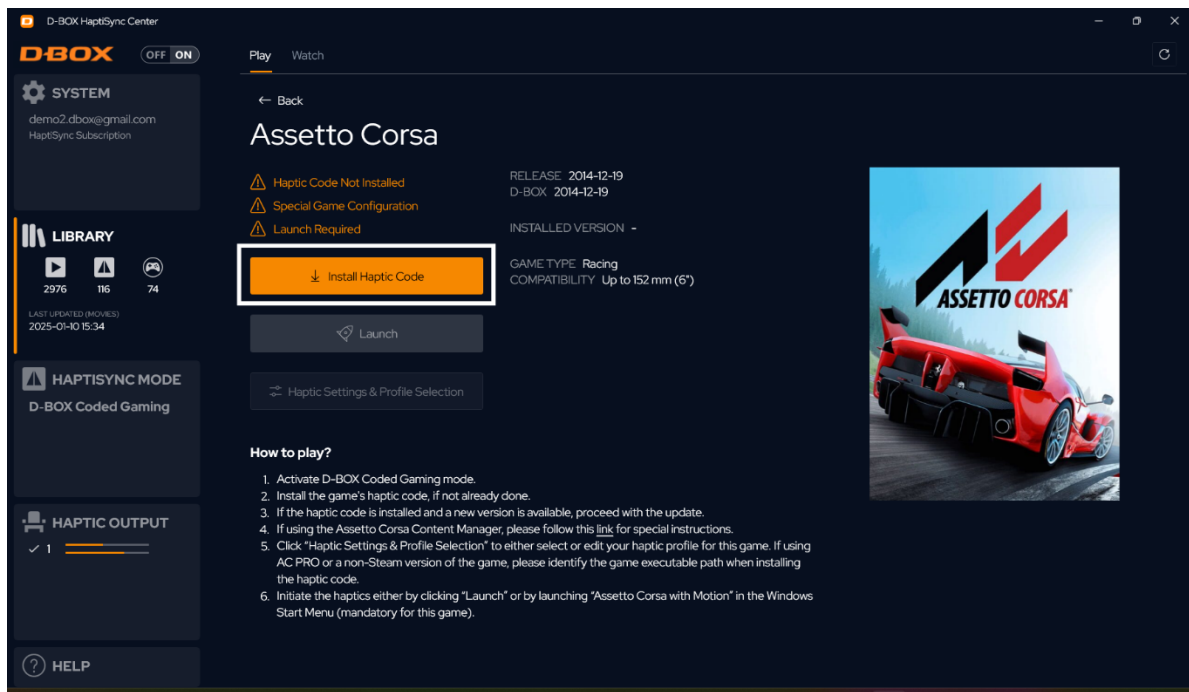 D-BOX HaptiSync Center
D-BOX
OFF ON
Play Watch
SYSTEM
demo2.dbox@gmail.com
HaptiSync Subscription
← Back
Assetto Corsa
Haptic Code Not Installed
Special Game Configuration
Launch Required
RELEASE 2014-12-19
D-BOX 2014-12-19
INSTALLED VERSION -
GAME TYPE Racing
COMPATIBILITY Up to 152 mm (6")
Install Haptic Code
Launch
Haptic Settings & Profile Selection
ASSETTO CORSA
LIBRARY
2976 116 74
LAST UPDATED (MOVIES)
2025-01-10 15:34
HAPTISYNC MODE
D-BOX Coded Gaming
HAPTIC OUTPUT
1
HELP
How to play?
1. Activate D-BOX Coded Gaming mode.
2. Install the game's haptic code, if not already done.
3. If the haptic code is installed and a new version is available, proceed with the update.
4. If using the Assetto Corsa Content Manager, please follow this link for special instructions.
5. Click "Haptic Settings & Profile Selection" to either select or edit your haptic profile for this game. If using
AC PRO or a non-Steam version of the game, please identify the game executable path when installing
the haptic code.
6. Initiate the haptics either by clicking "Launch" or by launching "Assetto Corsa with Motion" in the Windows
Start Menu (mandatory for this game).